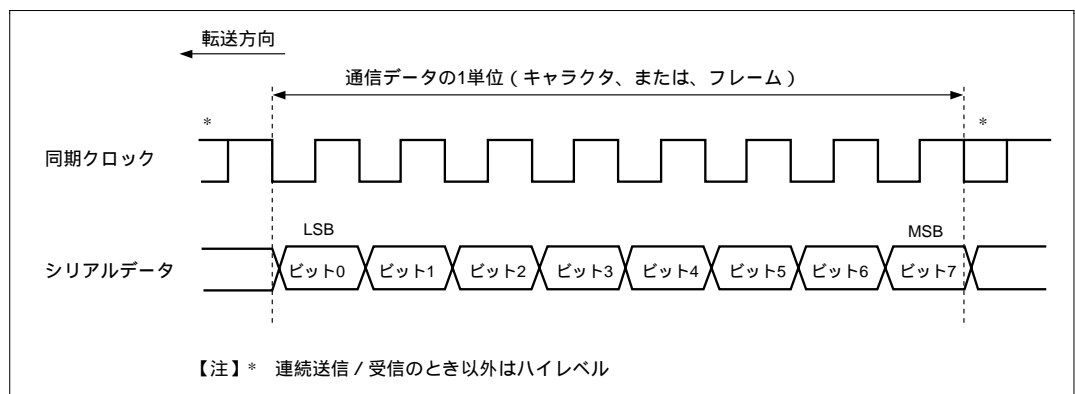 転送方向
通信データの1単位（キャラクタ、または、フレーム）
* *
同期クロック
LSB MSB
シリアルデータ ビット0 ビット1 ビット2 ビット3 ビット4 ビット5 ビット6 ビット7
【注】* 連続送信 / 受信のとき以外はハイレベル